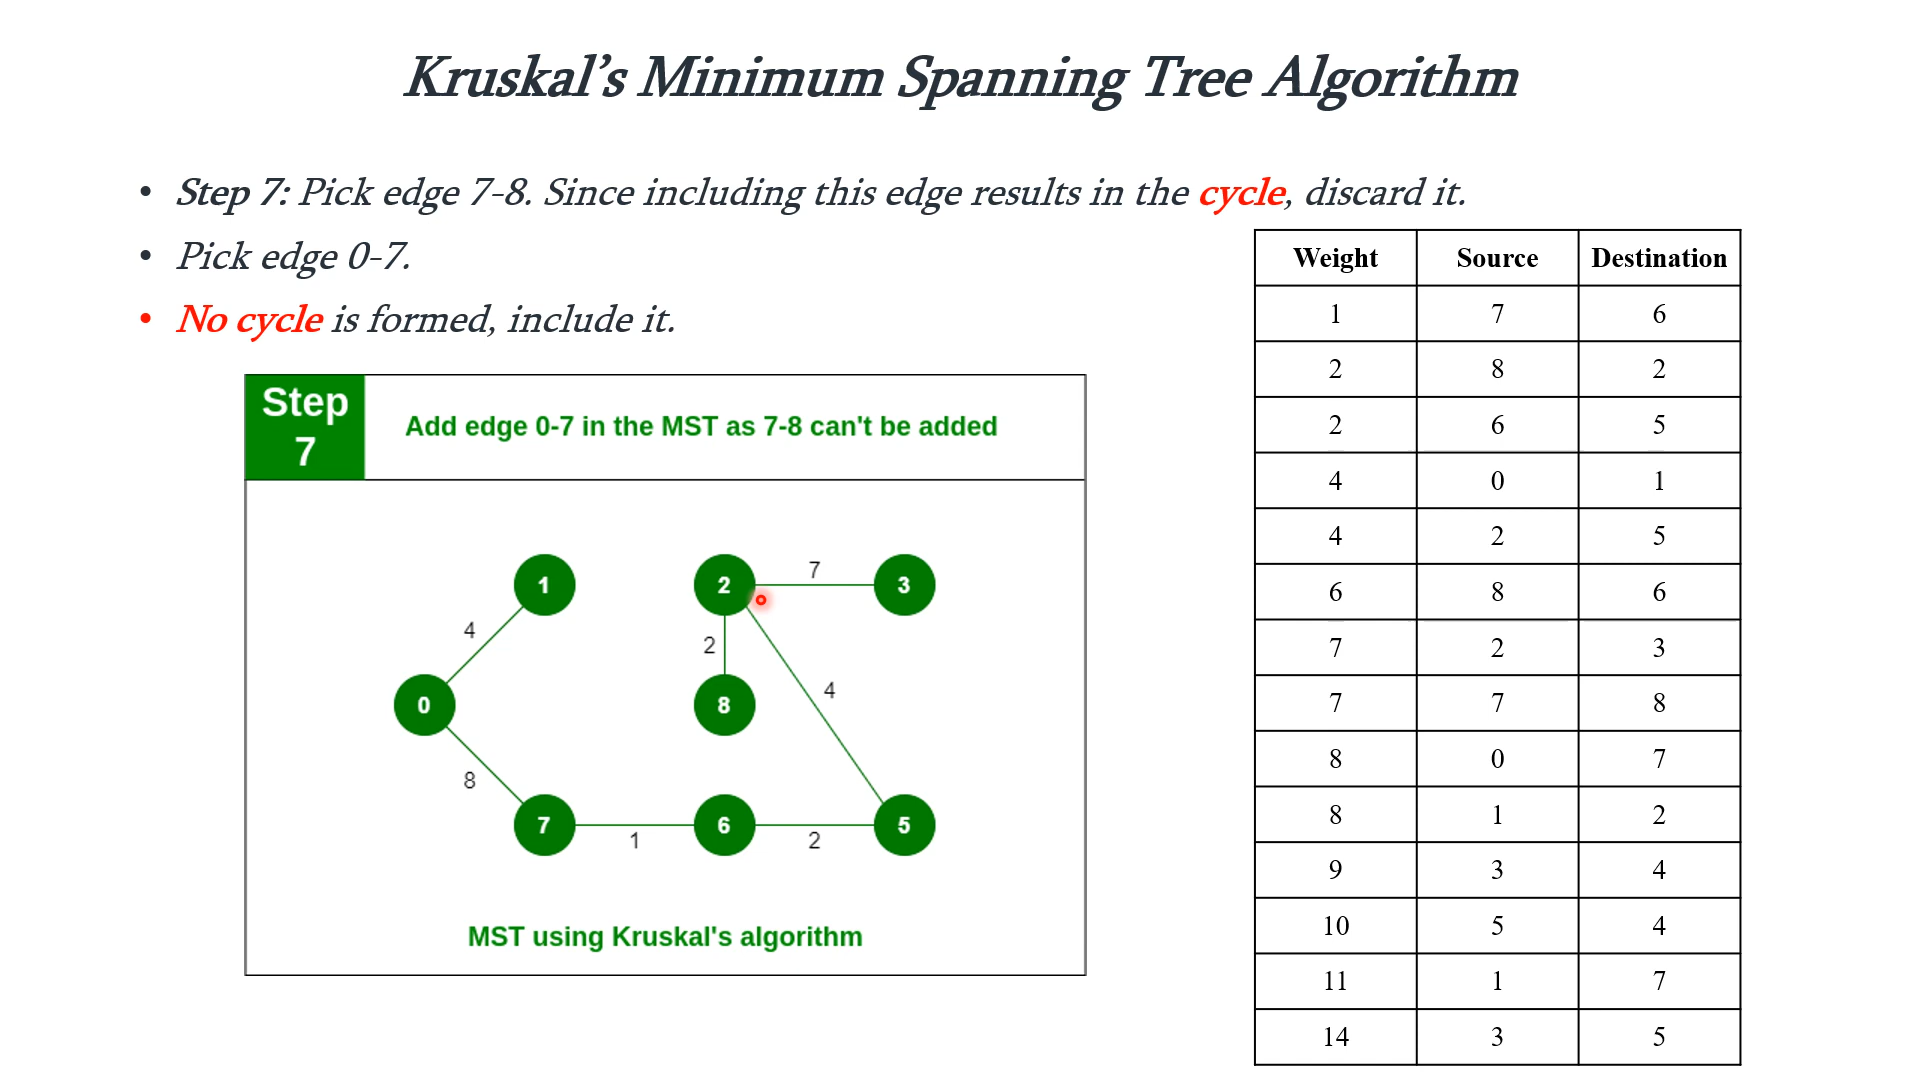 Kruskal’s Minimum Spanning Tree Algorithm
• Step 7: Pick edge 7-8. Since including this edge results in the cycle, discard it.
• Pick edge 0-7.
• No cycle is formed, include it.
Step
7
Add edge 0-7 in the MST as 7-8 can't be added
1
2
7
3
4
2
4
0
8
8
7
1
6
2
5
MST using Kruskal's algorithm
Weight Source Destination
1 7 6
2 8 2
2 6 5
4 0 1
4 2 5
6 8 6
7 2 3
7 7 8
8 0 7
8 1 2
9 3 4
10 5 4
11 1 7
14 3 5